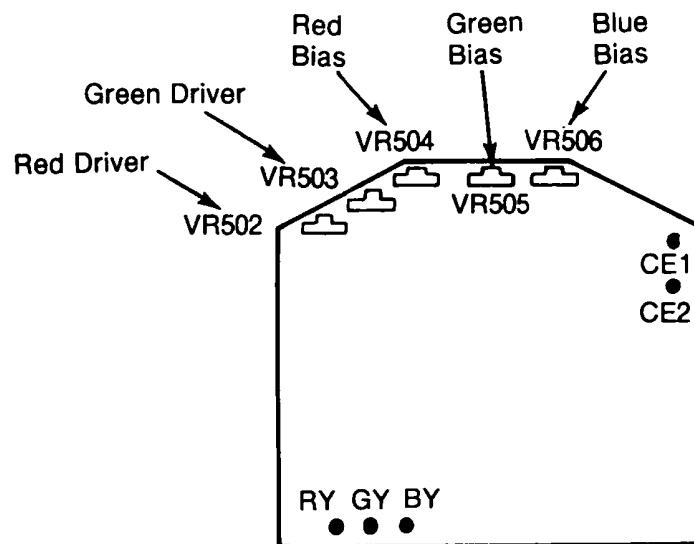 Red
Bias
Green
Bias
Blue
Bias
Green Driver
VR504
VR506
Red Driver
VR503
VR505
VR502
CE1
CE2
RY GY BY